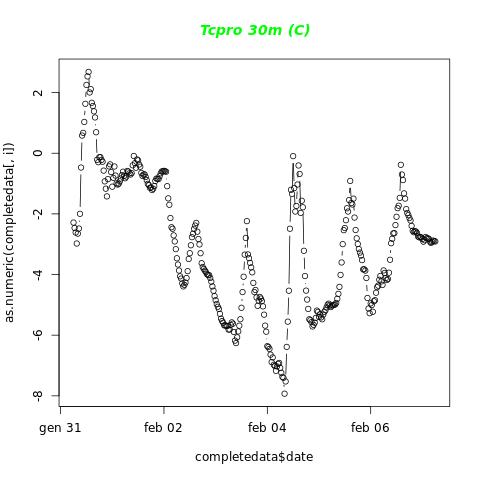 Tcpro 30m (C)
as.numeric(completedata[, i])
2
0
-2
-4
-6
-8
gen 31 feb 02 feb 04 feb 06
completedata$date